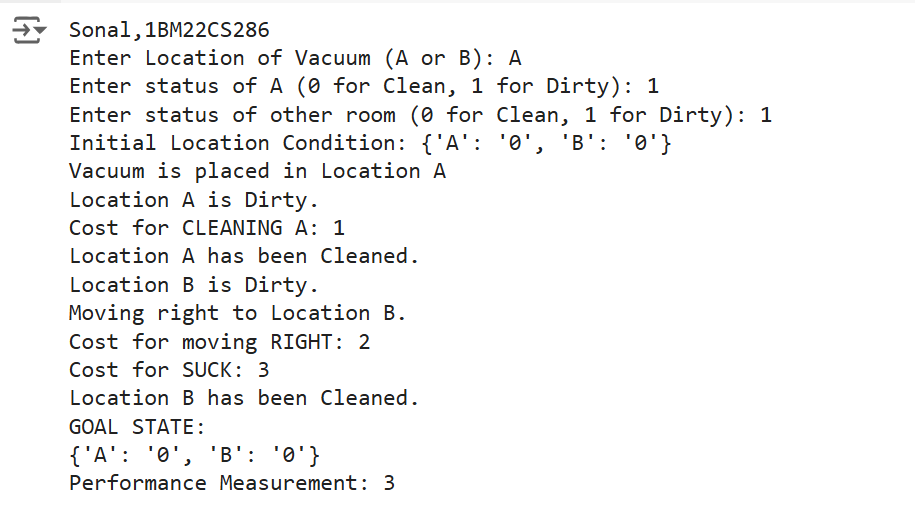 Sonal,1BM22CS286
Enter Location of Vacuum (A or B): A
Enter status of A (0 for Clean, 1 for Dirty): 1
Enter status of other room (0 for Clean, 1 for Dirty): 1
Initial Location Condition: {'A': '0', 'B': '0'}
Vacuum is placed in Location A
Location A is Dirty.
Cost for CLEANING A: 1
Location A has been Cleaned.
Location B is Dirty.
Moving right to Location B.
Cost for moving RIGHT: 2
Cost for SUCK: 3
Location B has been Cleaned.
GOAL STATE:
{'A': '0', 'B': '0'}
Performance Measurement: 3